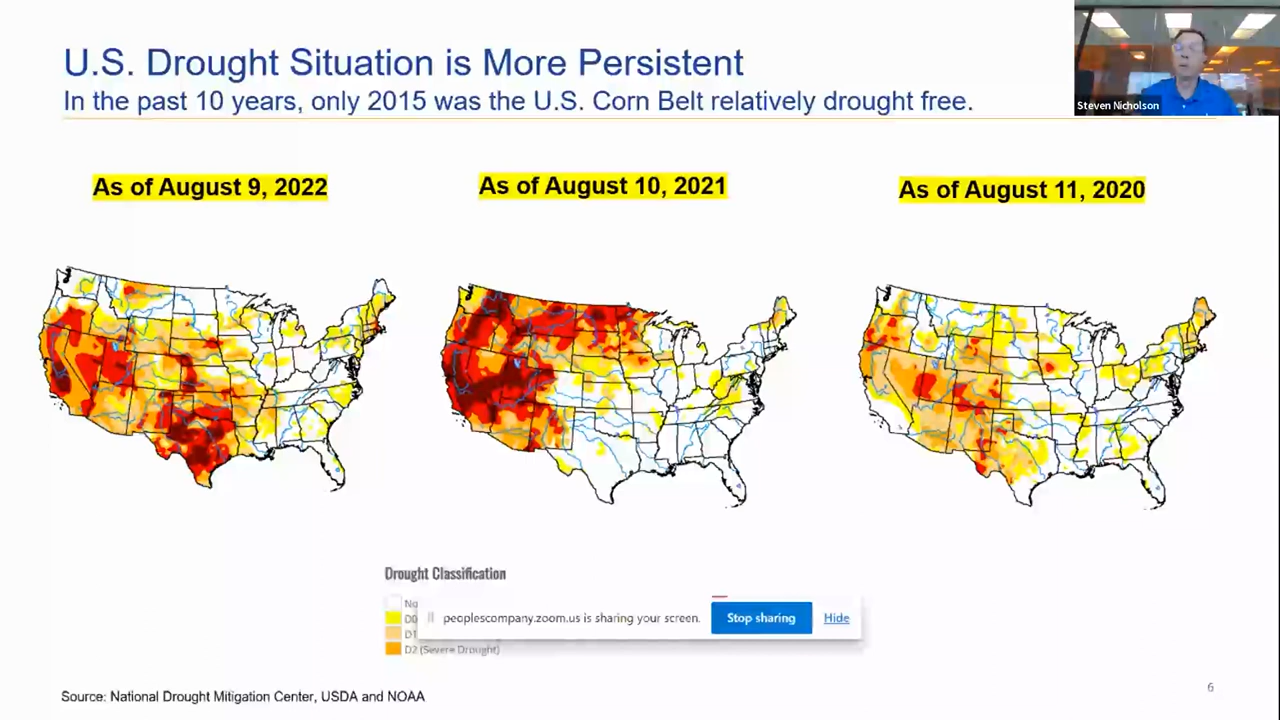 U.S. Drought Situation is More Persistent
In the past 10 years, only 2015 was the U.S. Corn Belt relatively drought free.
Steven Nicholson
As of August 9, 2022
As of August 10, 2021
As of August 11, 2020
Drought Classification
No
D0
D1
D2 (Severe Drought)
peoplescompany.zoom.us is sharing your screen.
Stop sharing
Hide
Source: National Drought Mitigation Center, USDA and NOAA
6